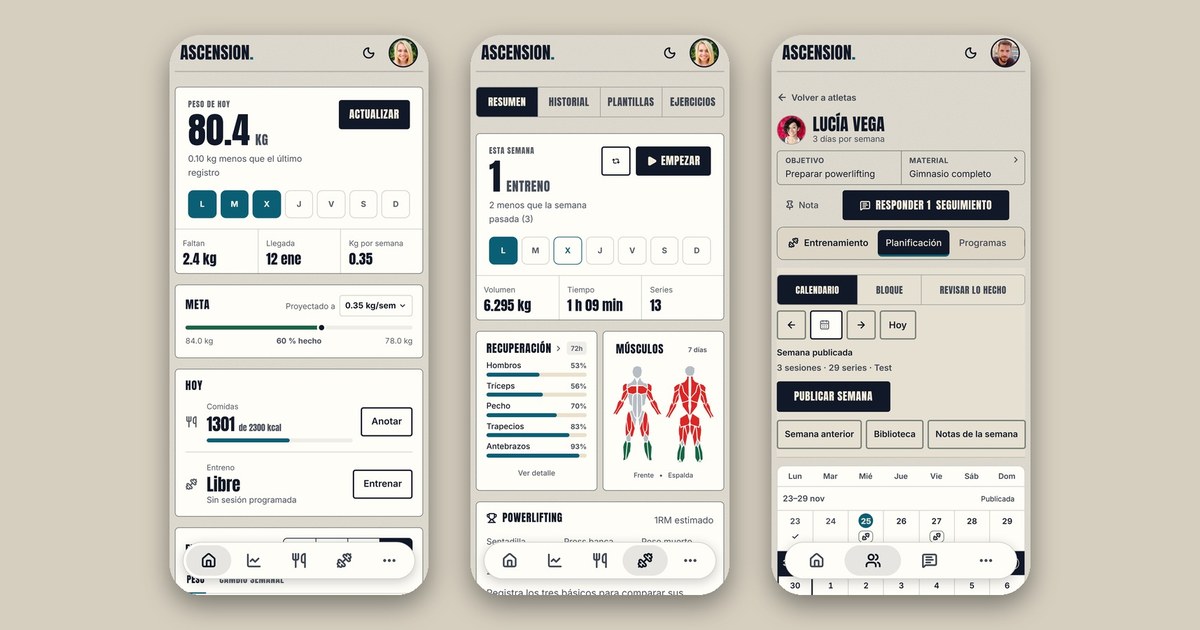 ASCENSION.
PESO DE HOY
80.4 KG
ACTUALIZAR
0.10 kg menos que el último
registro
L M X J V S D
Faltan Llegada Kg por semana
2.4 kg 12 ene 0.35
META Proyectado a 0.35 kg/sem
84.0 kg 60 % hecho 78.0 kg
HOY
Comidas
1301 de 2300 kcal
Anotar
Entreno
Libre
Sin sesión programada
Entrenar
PESO CAMBIO SEMANAL
ASCENSION.
RESUMEN HISTORIAL PLANTILLAS EJERCICIOS
ESTA SEMANA
1 ENTRENO
EMPEZAR
2 menos que la semana
pasada (3)
L M X J V S D
Volumen Tiempo Series
6.295 kg 1 h 09 min 13
RECUPERACIÓN 72h
Hombros 53%
Tríceps 56%
Pecho 70%
Trapecios 83%
Antebrazos 93%
Ver detalle
MÚSCULOS 7 días
Frente • Espalda
POWERLIFTING 1RM estimado
Sentadilla Press banca Peso muerto
Registra los tres básicos para comparar sus
ASCENSION.
Volver a atletas
LUCÍA VEGA
3 días por semana
OBJETIVO MATERIAL
Preparar powerlifting Gimnasio completo
Nota RESPONDER 1 SEGUIMIENTO
Entrenamiento Planificación Programas
CALENDARIO BLOQUE REVISAR LO HECHO
Hoy
Semana publicada
3 sesiones · 29 series · Test
PUBLICAR SEMANA
Semana anterior Biblioteca Notas de la semana
Lun Mar Mié Jue Vie Sáb Dom
23–29 nov Publicada
23 24 25 26 27 28 29
30 1 2 3 4 5 6